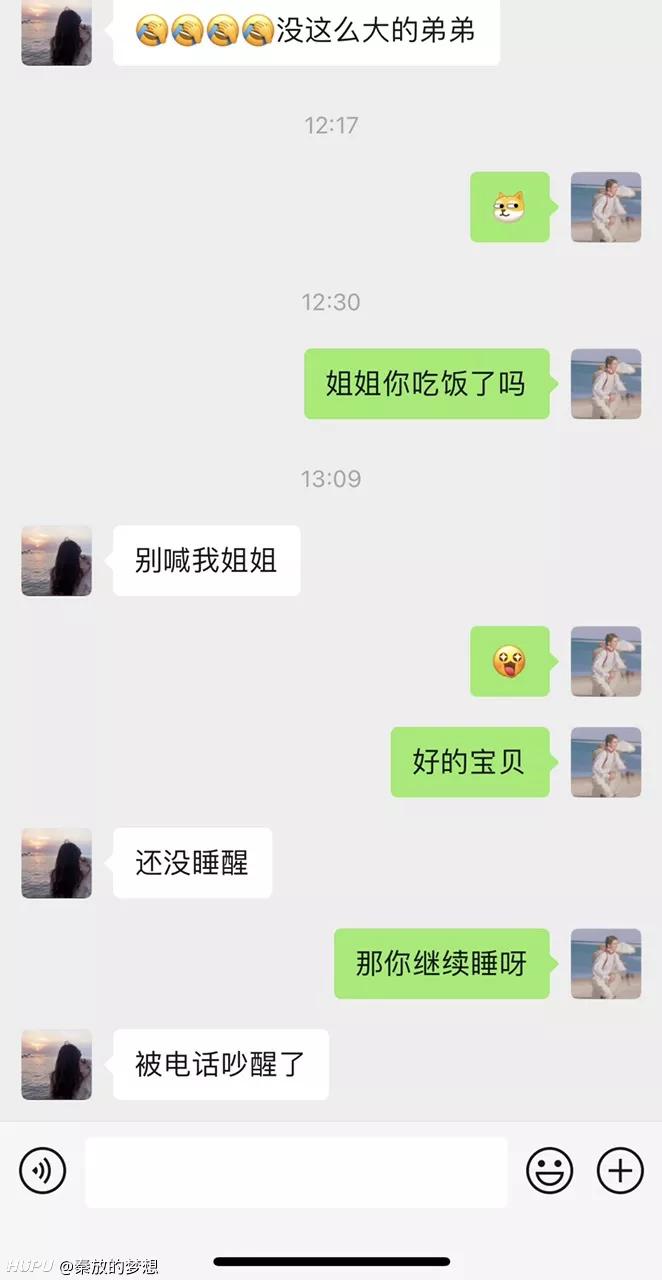 🤣🤣🤣🤣没这么大的弟弟
12:17
12:30
姐姐你吃饭了吗
13:09
别喊我姐姐
好的宝贝
还没睡醒
那你继续睡呀
被电话吵醒了
HUPU @秦放的梦想